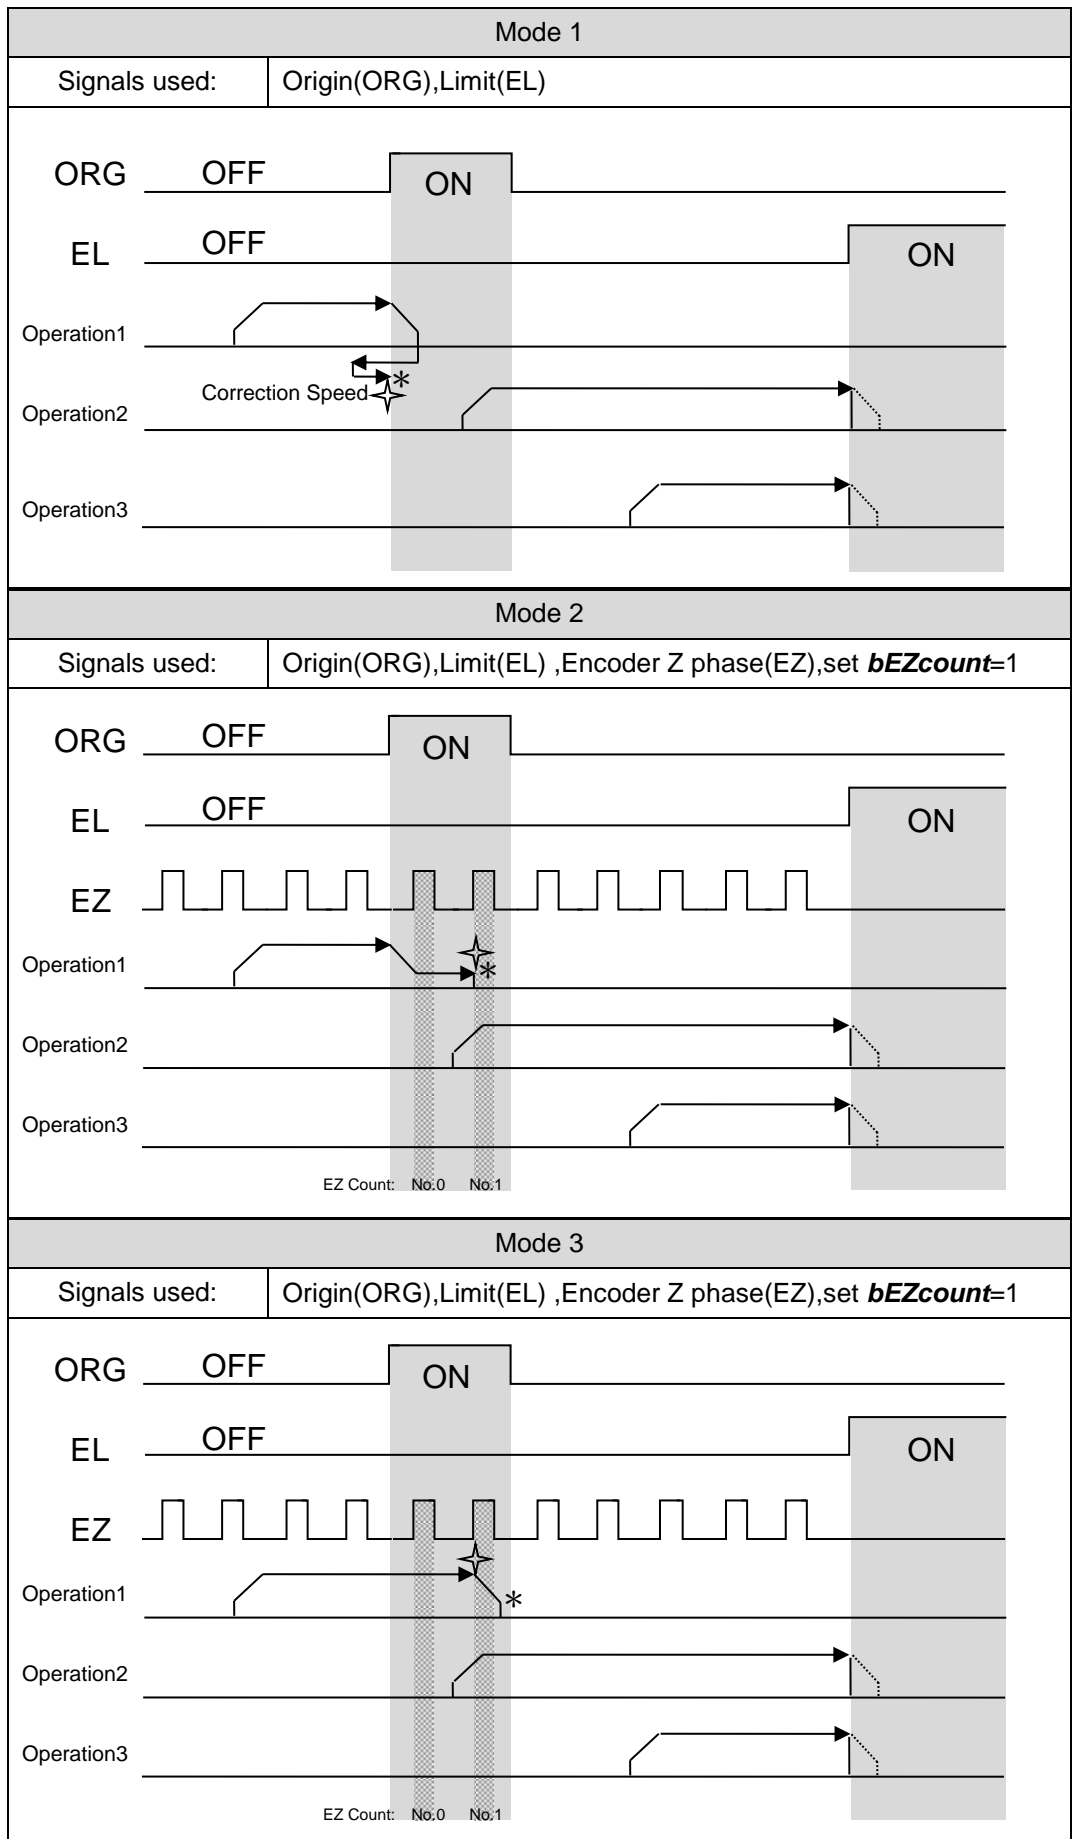 Mode 1
Signals used: Origin(ORG),Limit(EL)
ORG OFF ON
EL OFF ON
Operation1
*
Correction Speed
Operation2
Operation3
Mode 2
Signals used: Origin(ORG),Limit(EL) ,Encoder Z phase(EZ),set bEZcount=1
ORG OFF ON
EL OFF ON
EZ
Operation1 *
Operation2
Operation3
EZ Count: No.0 No.1
Mode 3
Signals used: Origin(ORG),Limit(EL) ,Encoder Z phase(EZ),set bEZcount=1
ORG OFF ON
EL OFF ON
EZ
Operation1 *
Operation2
Operation3
EZ Count: No.0 No.1